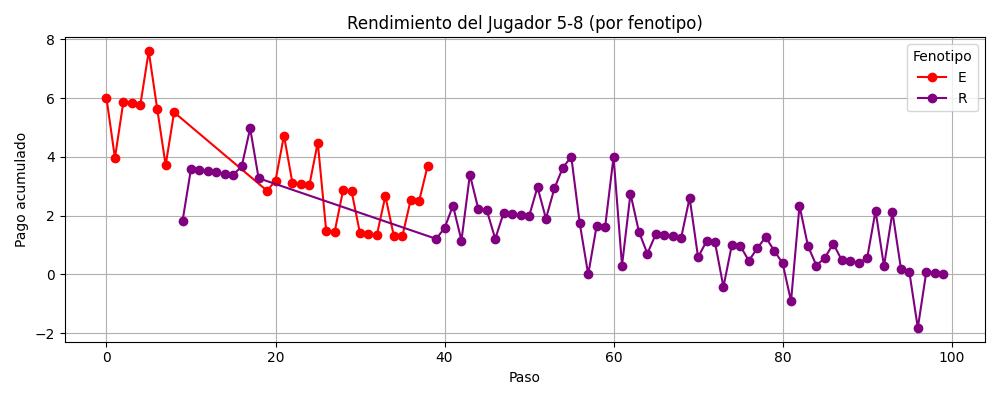 Rendimiento del Jugador 5-8 (por fenotipo)
Pago acumulado
8
6
4
2
0
−2
Fenotipo
E
R
0 20 40 60 80 100
Paso